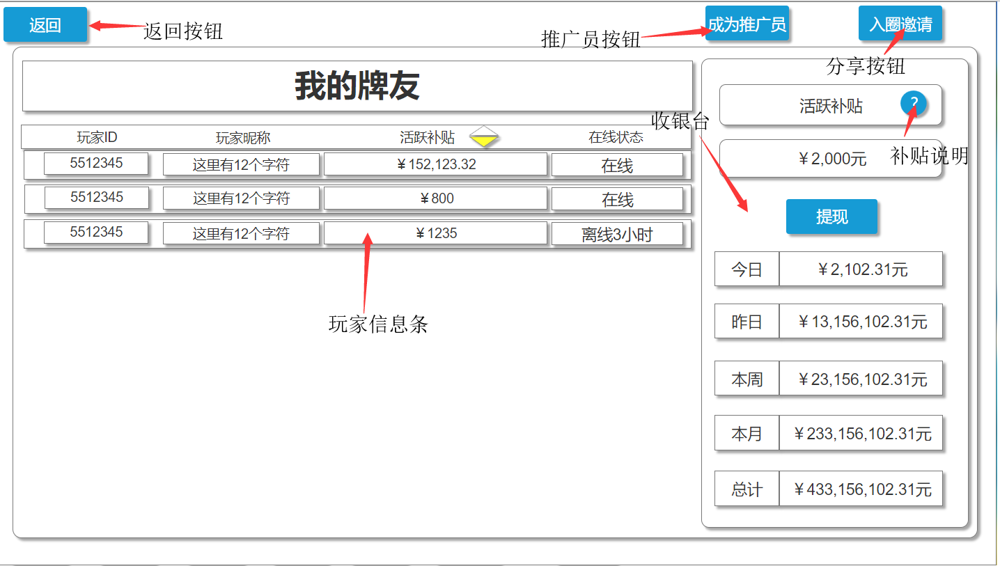 返回
返回按钮
推广员按钮
成为推广员
入圈邀请
分享按钮
我的牌友
玩家ID 玩家昵称 活跃补贴 在线状态
5512345 这里有12个字符 ¥152,123.32 在线
5512345 这里有12个字符 ¥800 在线
5512345 这里有12个字符 ¥1235 离线3小时
玩家信息条
收银台
活跃补贴 ?
¥2,000元
补贴说明
提现
今日 ¥2,102.31元
昨日 ¥13,156,102.31元
本周 ¥23,156,102.31元
本月 ¥233,156,102.31元
总计 ¥433,156,102.31元